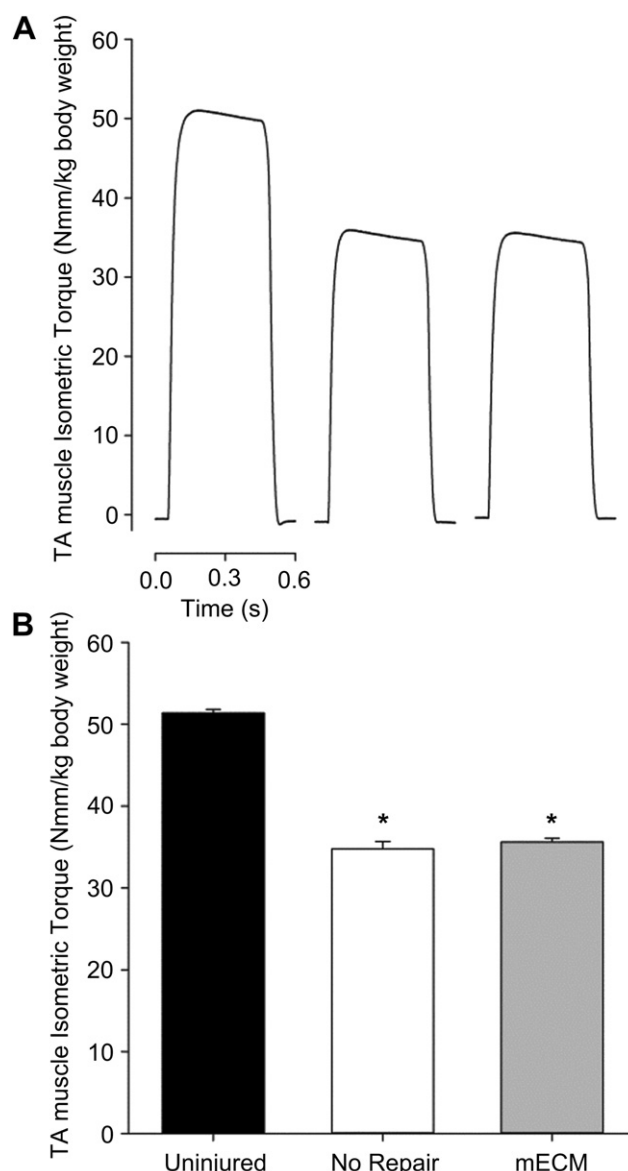 A
TA muscle Isometric Torque (Nmm/kg body weight)
60
50
40
30
20
10
0
0.0 0.3 0.6
Time (s)
B
TA muscle Isometric Torque (Nmm/kg body weight)
60
50
40
30
20
10
0
* *
Uninjured No Repair mECM